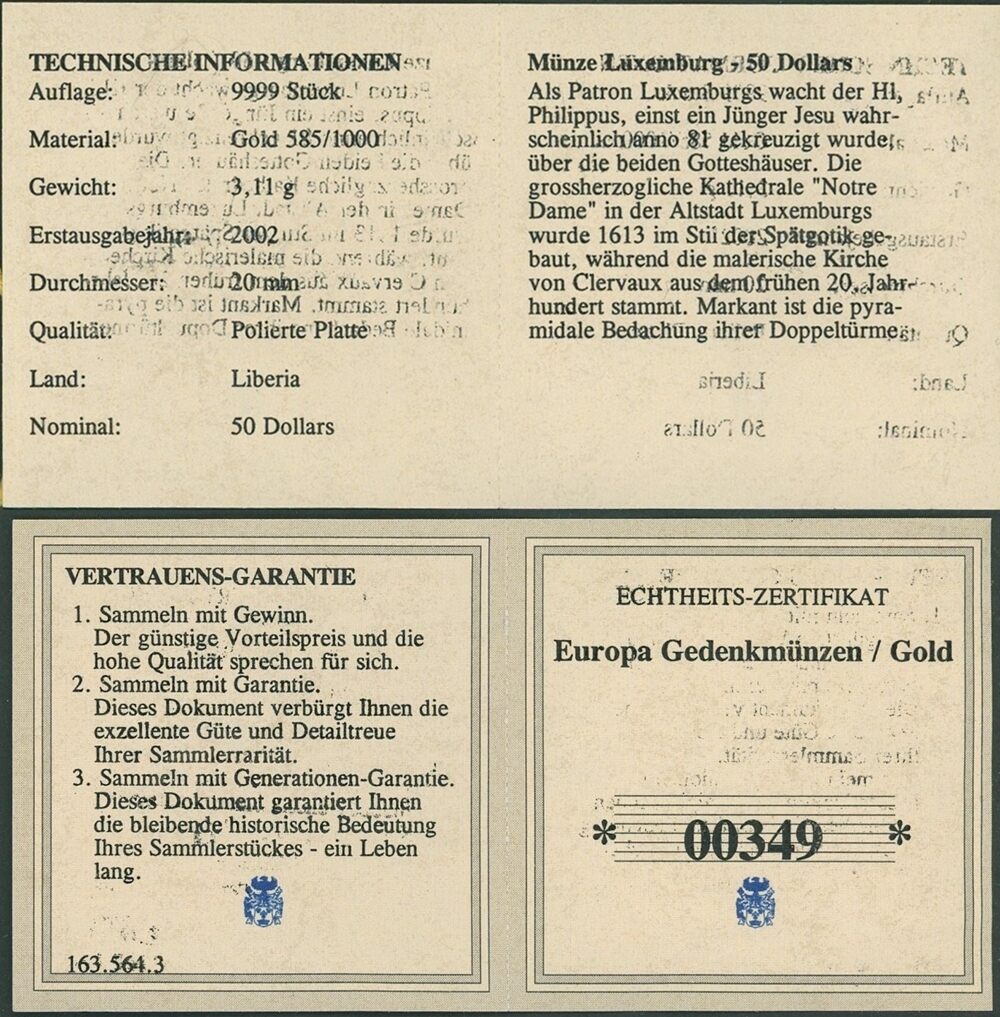 TECHNISCHE INFORMATIONEN
Auflage: 9999 Stück
Material: Gold 585/1000
Gewicht: 3,11 g
Erstausgabejahr: 2002
Durchmesser: 20 mm
Qualität: Polierte Platte
Land: Liberia
Nominal: 50 Dollars
Münze Luxemburg - 50 Dollars
Als Patron Luxemburgs wacht der Hl,
Philippus, einst ein Jünger Jesu wahr-
scheinlich anno 81 gekreuzigt wurde,
über die beiden Gotteshäuser. Die
grossherzogliche Kathedrale "Notre
Dame" in der Altstadt Luxemburgs
wurde 1613 im Stil der Spätgotik ge-
baut, während die malerische Kirche
von Clervaux aus dem frühen 20. Jahr-
hundert stammt. Markant ist die pyra-
midale Bedachung ihrer Doppeltürme.
VERTRAUENS-GARANTIE
1. Sammeln mit Gewinn.
Der günstige Vorteilspreis und die
hohe Qualität sprechen für sich.
2. Sammeln mit Garantie.
Dieses Dokument verbürgt Ihnen die
exzellente Güte und Detailtreue
Ihrer Sammlerrarität.
3. Sammeln mit Generationen-Garantie.
Dieses Dokument garantiert Ihnen
die bleibende historische Bedeutung
Ihres Sammlerstückes - ein Leben
lang.
163.564.3
ECHTHEITS-ZERTIFIKAT
Europa Gedenkmünzen / Gold
* 00349 *